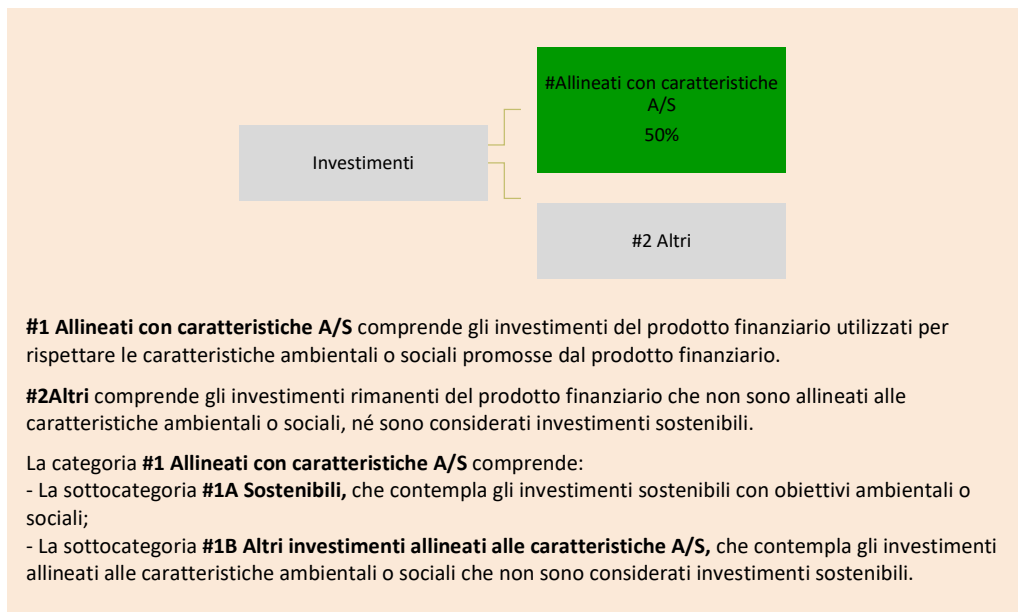 #Allineati con caratteristiche
A/S
50%
Investimenti
#2 Altri
#1 Allineati con caratteristiche A/S comprende gli investimenti del prodotto finanziario utilizzati per
rispettare le caratteristiche ambientali o sociali promosse dal prodotto finanziario.
#2Altri comprende gli investimenti rimanenti del prodotto finanziario che non sono allineati alle
caratteristiche ambientali o sociali, né sono considerati investimenti sostenibili.
La categoria #1 Allineati con caratteristiche A/S comprende:
- La sottocategoria #1A Sostenibili, che contempla gli investimenti sostenibili con obiettivi ambientali o
sociali;
- La sottocategoria #1B Altri investimenti allineati alle caratteristiche A/S, che contempla gli investimenti
allineati alle caratteristiche ambientali o sociali che non sono considerati investimenti sostenibili.